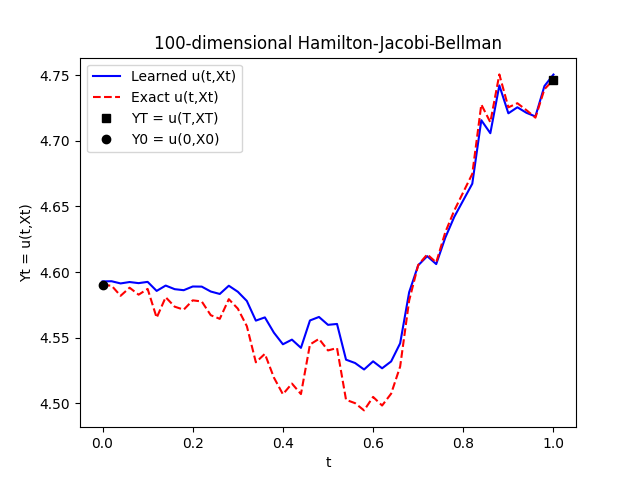 100-dimensional Hamilton-Jacobi-Bellman
Learned u(t,Xt)
Exact u(t,Xt)
YT = u(T,XT)
Y0 = u(0,X0)
4.75
4.70
4.65
4.60
4.55
4.50
Yt = u(t,Xt)
0.0 0.2 0.4 0.6 0.8 1.0
t